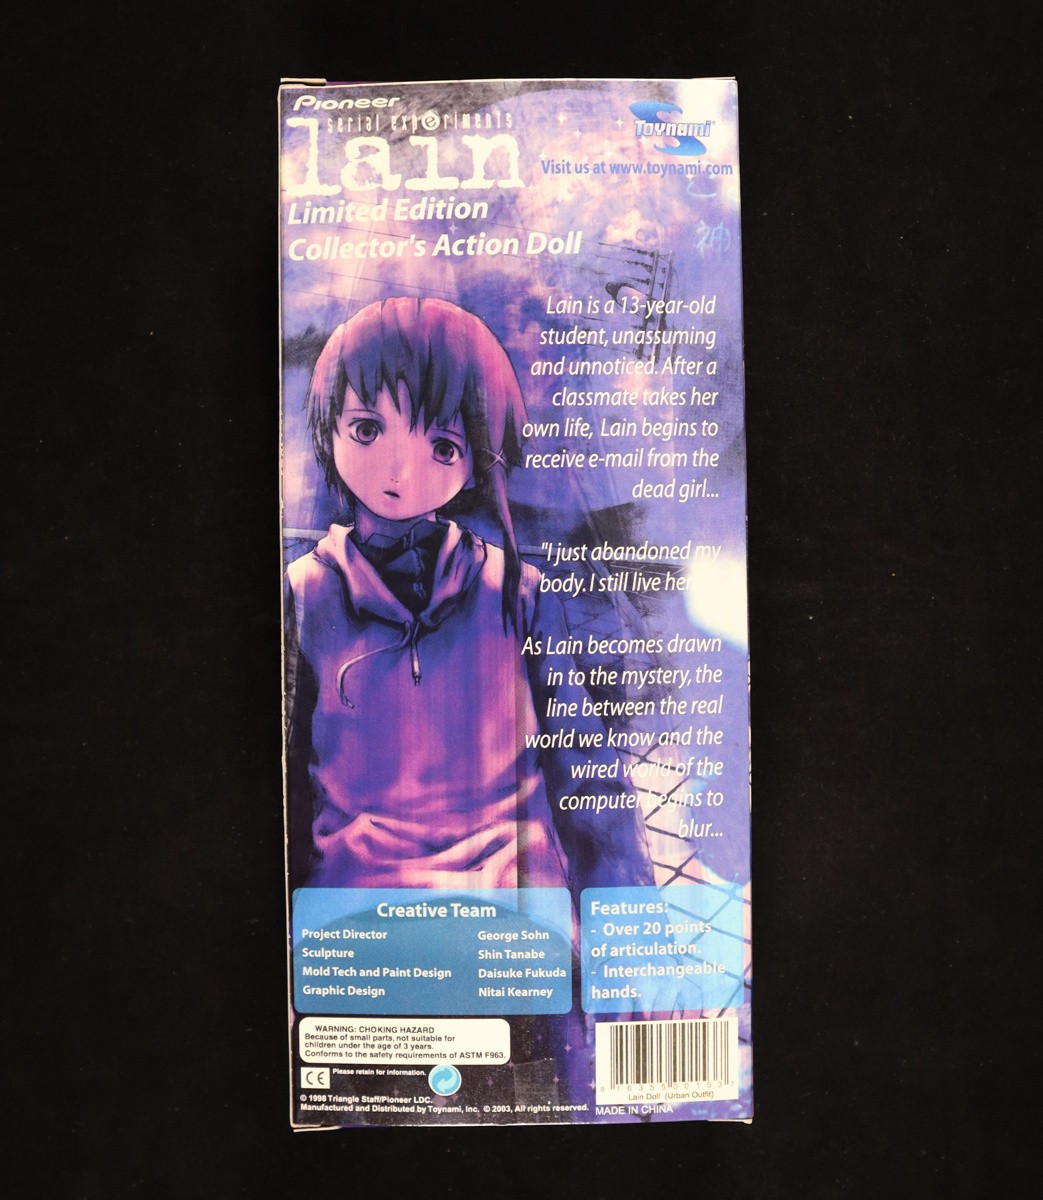 Pioneer
serial experiments
lain
Limited Edition
Collector's Action Doll
Toynami
Visit us at www.toynami.com
Lain is a 13-year-old
student, unassuming
and unnoticed. After a
classmate takes her
own life, Lain begins to
receive e-mail from the
dead girl...
"I just abandoned my
body. I still live her
As Lain becomes drawn
in to the mystery, the
line between the real
world we know and the
wired world of the
computer begins to
blur...
Creative Team
Project Director George Sohn
Sculpture Shin Tanabe
Mold Tech and Paint Design Daisuke Fukuda
Graphic Design Nitai Kearney
Features:
- Over 20 points
of articulation.
- Interchangeable
hands.
WARNING: CHOKING HAZARD
Because of small parts, not suitable for
children under the age of 3 years.
Conforms to the safety requirements of ASTM F963.
CE Please retain for information.
© 1998 Triangle Staff/Pioneer LDC.
Manufactured and Distributed by Toynami, Inc. © 2003, All rights reserved.
8 16355 00153 7
Lain Doll (Urban Outfit)
MADE IN CHINA